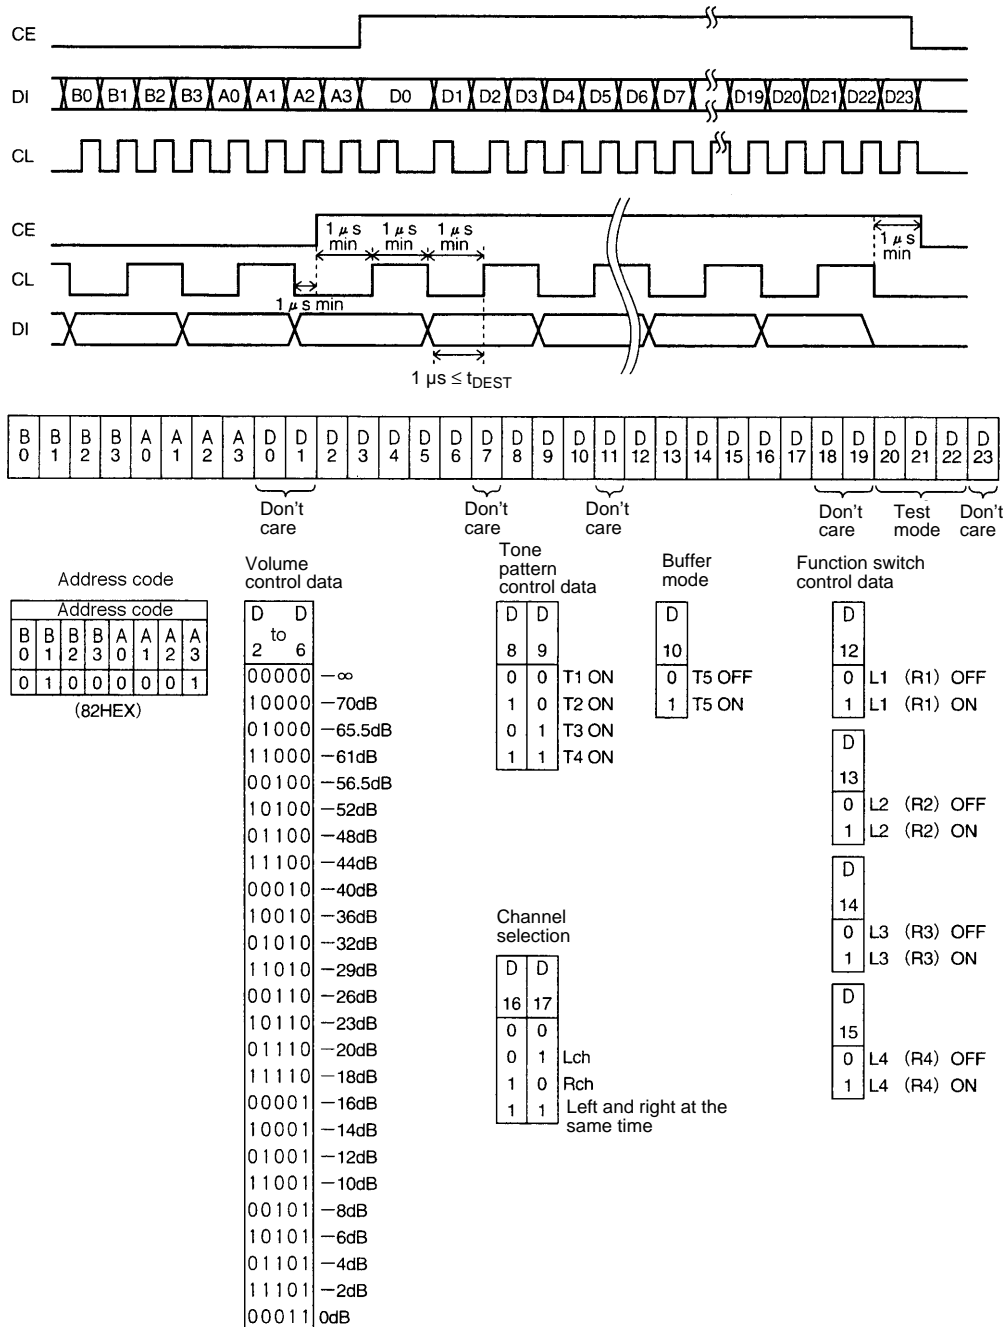 CE
DI B0 B1 B2 B3 A0 A1 A2 A3 D0 D1 D2 D3 D4 D5 D6 D7 D19 D20 D21 D22 D23
CL
CE
1 μs min 1 μs min 1 μs min
1 μs min
CL
1 μs min
DI
1 μs ≤ tDEST
B0 B1 B2 B3 A0 A1 A2 A3 D0 D1 D2 D3 D4 D5 D6 D7 D8 D9 D10 D11 D12 D13 D14 D15 D16 D17 D18 D19 D20 D21 D22 D23
Don't care
Don't care
Don't care
Don't care
Test mode
Don't care
Address code
Address code
B0 B1 B2 B3 A0 A1 A2 A3
0 1 0 0 0 0 0 1
(82HEX)
Volume
control data
D D
to
2 6
00000 −∞
10000 −70dB
01000 −65.5dB
11000 −61dB
00100 −56.5dB
10100 −52dB
01100 −48dB
11100 −44dB
00010 −40dB
10010 −36dB
01010 −32dB
11010 −29dB
00110 −26dB
10110 −23dB
01110 −20dB
11110 −18dB
00001 −16dB
10001 −14dB
01001 −12dB
11001 −10dB
00101 −8dB
10101 −6dB
01101 −4dB
11101 −2dB
00011 0dB
Tone
pattern
control data
D D
8 9
0 0 T1 ON
1 0 T2 ON
0 1 T3 ON
1 1 T4 ON
Channel
selection
D D
16 17
0 0
0 1 Lch
1 0 Rch
1 1 Left and right at the
same time
Buffer
mode
D
10
0 T5 OFF
1 T5 ON
Function switch
control data
D
12
0 L1 (R1) OFF
1 L1 (R1) ON
D
13
0 L2 (R2) OFF
1 L2 (R2) ON
D
14
0 L3 (R3) OFF
1 L3 (R3) ON
D
15
0 L4 (R4) OFF
1 L4 (R4) ON